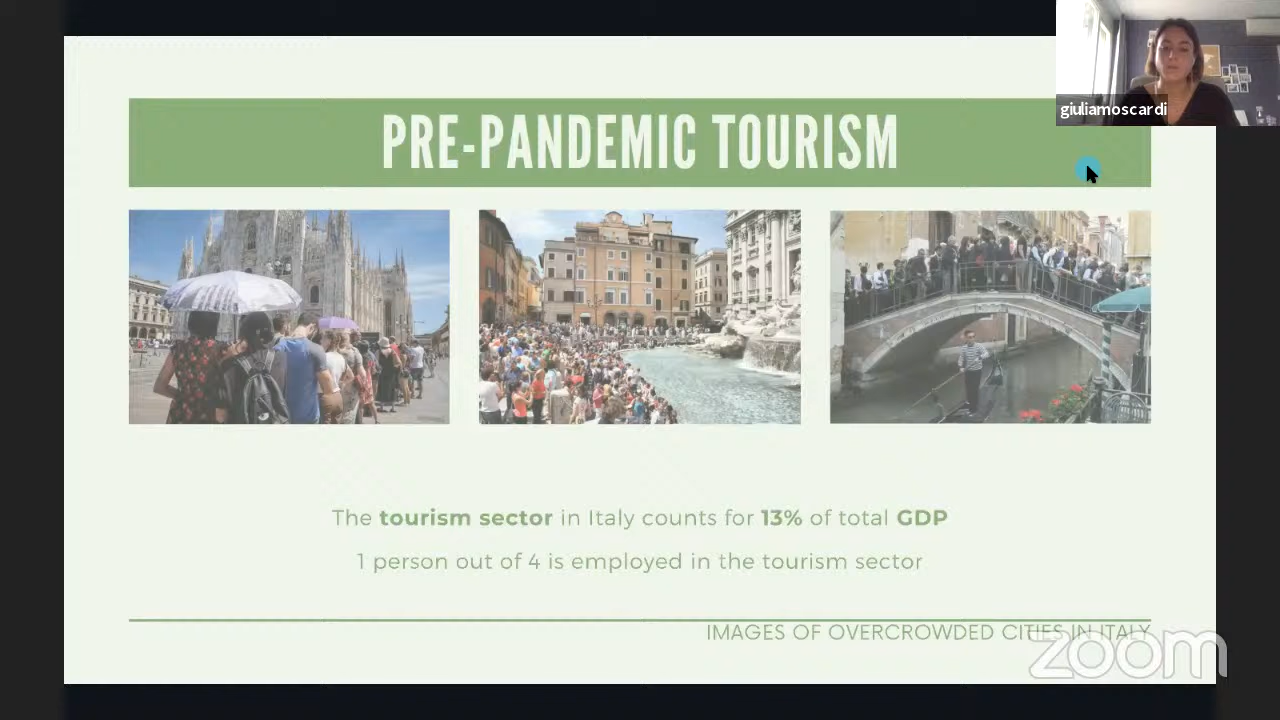 giuliamoscardi
PRE-PANDEMIC TOURISM
The tourism sector in Italy counts for 13% of total GDP
1 person out of 4 is employed in the tourism sector
IMAGES OF OVERCROWDED CITIES IN ITALY
zoom